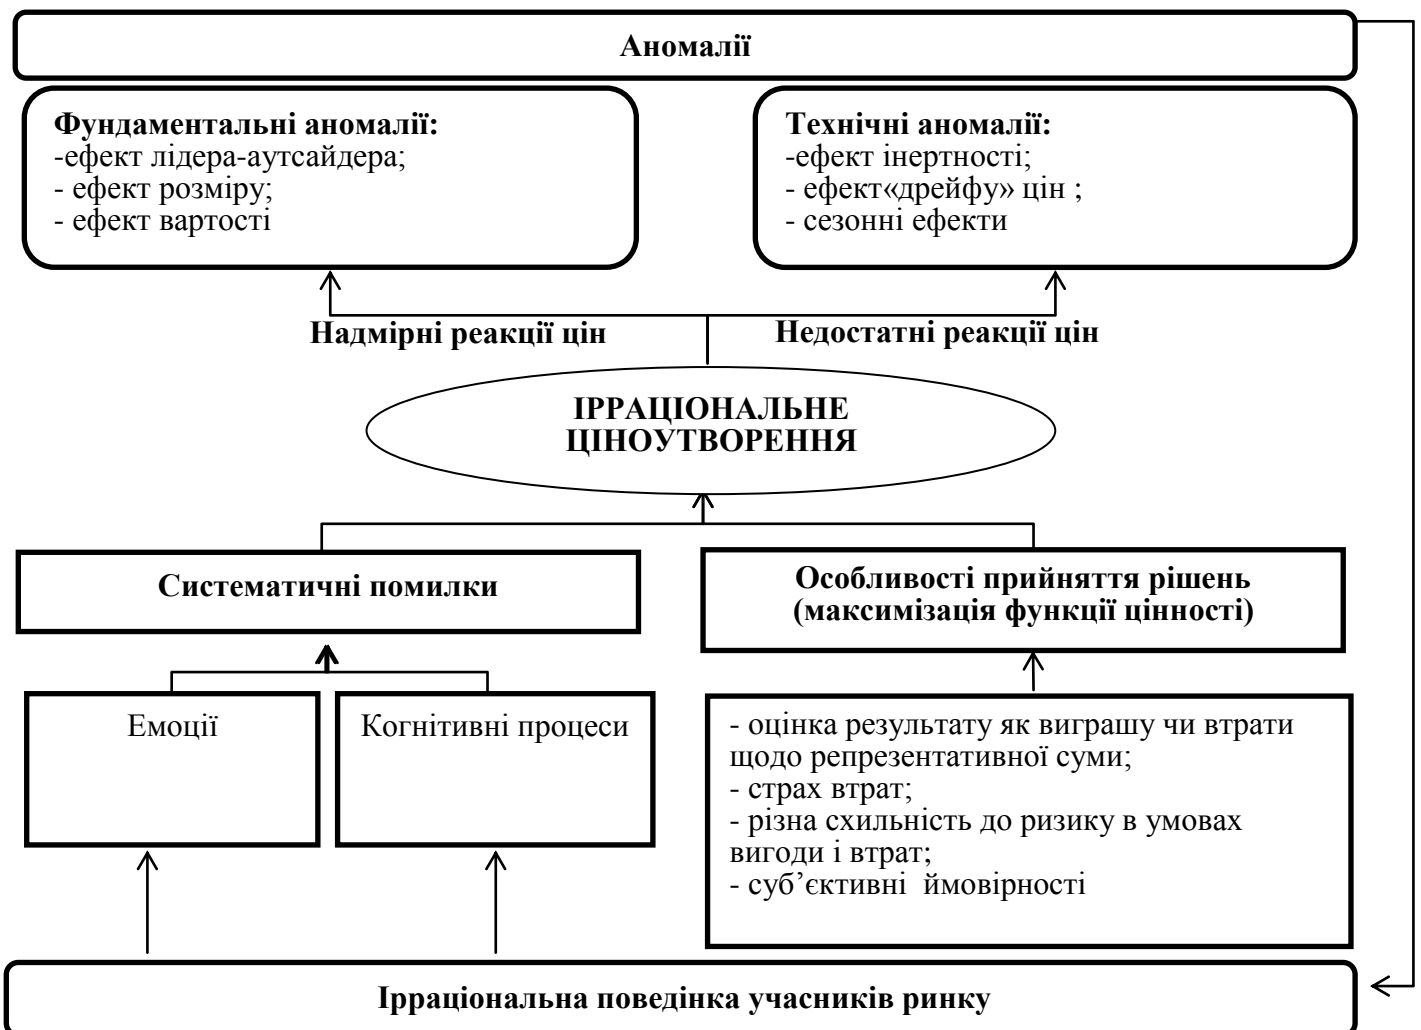 Аномалії
Фундаментальні аномалії:
-ефект лідера-аутсайдера;
- ефект розміру;
- ефект вартості
Технічні аномалії:
-ефект інертності;
- ефект«дрейфу» цін ;
- сезонні ефекти
Надмірні реакції цін
Недостатні реакції цін
ІРРАЦІОНАЛЬНЕ
ЦІНОУТВОРЕННЯ
Систематичні помилки
Особливості прийняття рішень
(максимізація функції цінності)
Емоції
Когнітивні процеси
- оцінка результату як виграшу чи втрати
щодо репрезентативної суми;
- страх втрат;
- різна схильність до ризику в умовах
вигоди і втрат;
- суб’єктивні ймовірності
Ірраціональна поведінка учасників ринку